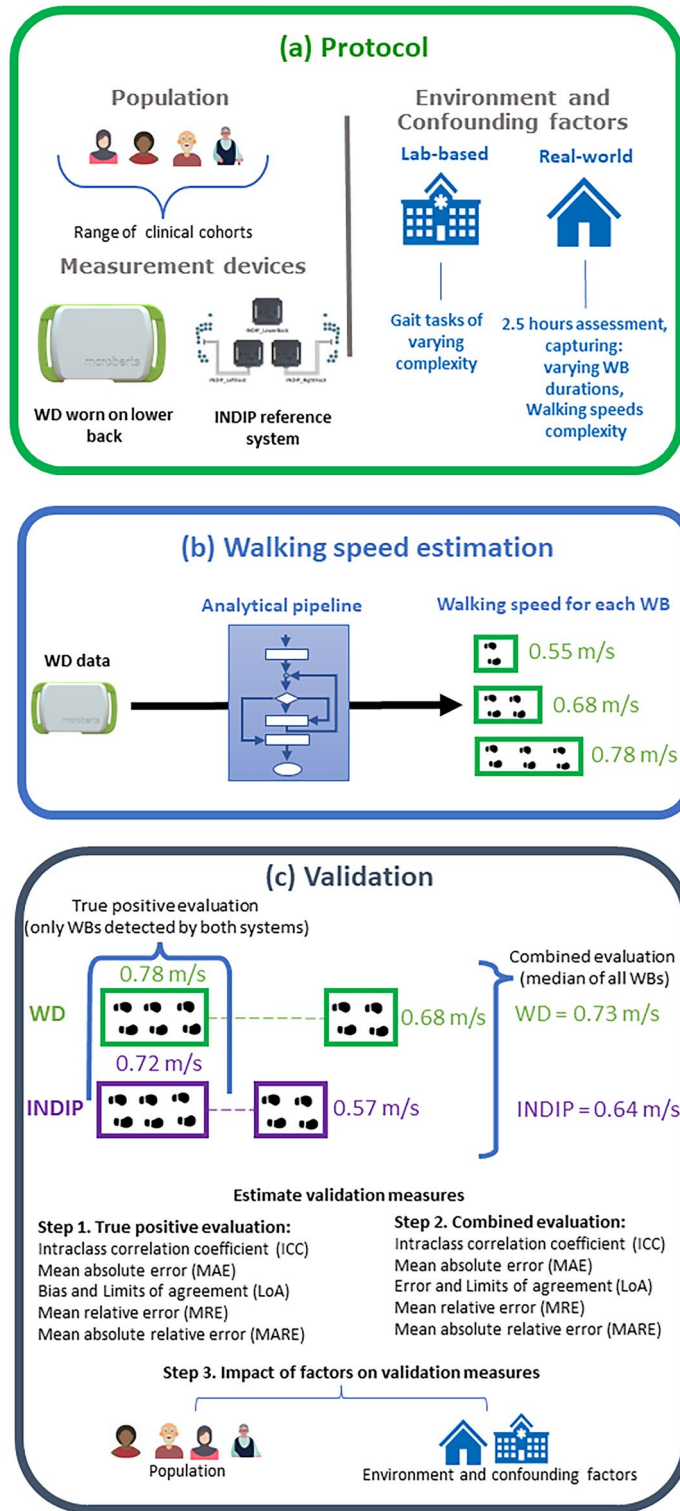 (a) Protocol
Population
Range of clinical cohorts
Measurement devices
mcroberts
WD worn on lower
back
INDIP_LowerBack
INDIP_LeftFoot
INDIP_RightFoot
INDIP reference
system
Environment and
Confounding factors
Lab-based
Real-world
Gait tasks of
varying
complexity
2.5 hours assessment,
capturing:
varying WB
durations,
Walking speeds
complexity
(b) Walking speed estimation
WD data
mcroberts
Analytical pipeline
Walking speed for each WB
0.55 m/s
0.68 m/s
0.78 m/s
(c) Validation
True positive evaluation
(only WBs detected by both systems)
0.78 m/s
WD
0.68 m/s
0.72 m/s
INDIP
0.57 m/s
Combined evaluation
(median of all WBs)
WD = 0.73 m/s
INDIP = 0.64 m/s
Estimate validation measures
Step 1. True positive evaluation:
Intraclass correlation coefficient (ICC)
Mean absolute error (MAE)
Bias and Limits of agreement (LoA)
Mean relative error (MRE)
Mean absolute relative error (MARE)
Step 2. Combined evaluation:
Intraclass correlation coefficient (ICC)
Mean absolute error (MAE)
Error and Limits of agreement (LoA)
Mean relative error (MRE)
Mean absolute relative error (MARE)
Step 3. Impact of factors on validation measures
Population
Environment and confounding factors